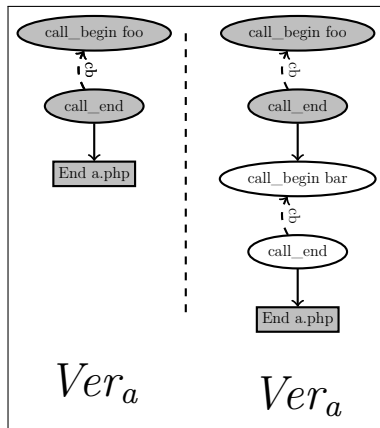 call_begin foo
cb
call_end
End a.php
Ver_a
call_begin foo
cb
call_end
call_begin bar
cb
call_end
End a.php
Ver_a